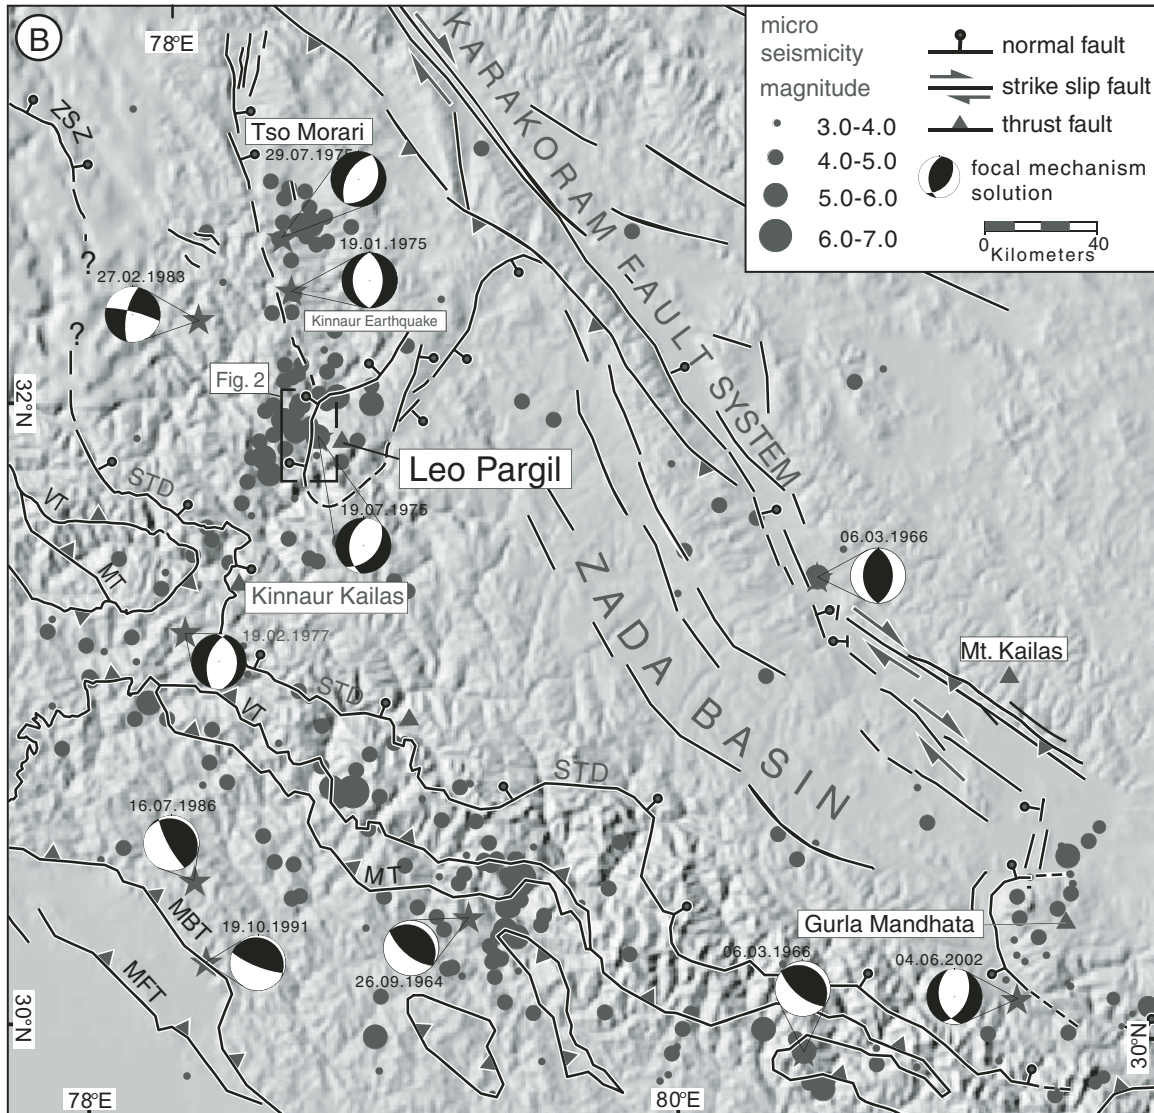 B
78°E
micro
seismicity
magnitude
3.0-4.0
4.0-5.0
5.0-6.0
6.0-7.0
normal fault
strike slip fault
thrust fault
focal mechanism
solution
0 40
Kilometers
ZSZ
KARAKORAM FAULT SYSTEM
Tso Morari
29.07.1975
19.01.1975
Kinnaur Earthquake
?
27.02.1983
?
Fig. 2
32°N
Leo Pargil
STD
VT
MT
19.07.1975
06.03.1966
Kinnaur Kailas
19.02.1977
Mt. Kailas
ZADA BASIN
STD
VT
STD
16.07.1986
MT
MBT
19.10.1991
MFT
26.09.1964
Gurla Mandhata
06.03.1966
04.06.2002
30°N
30°N
78°E
80°E